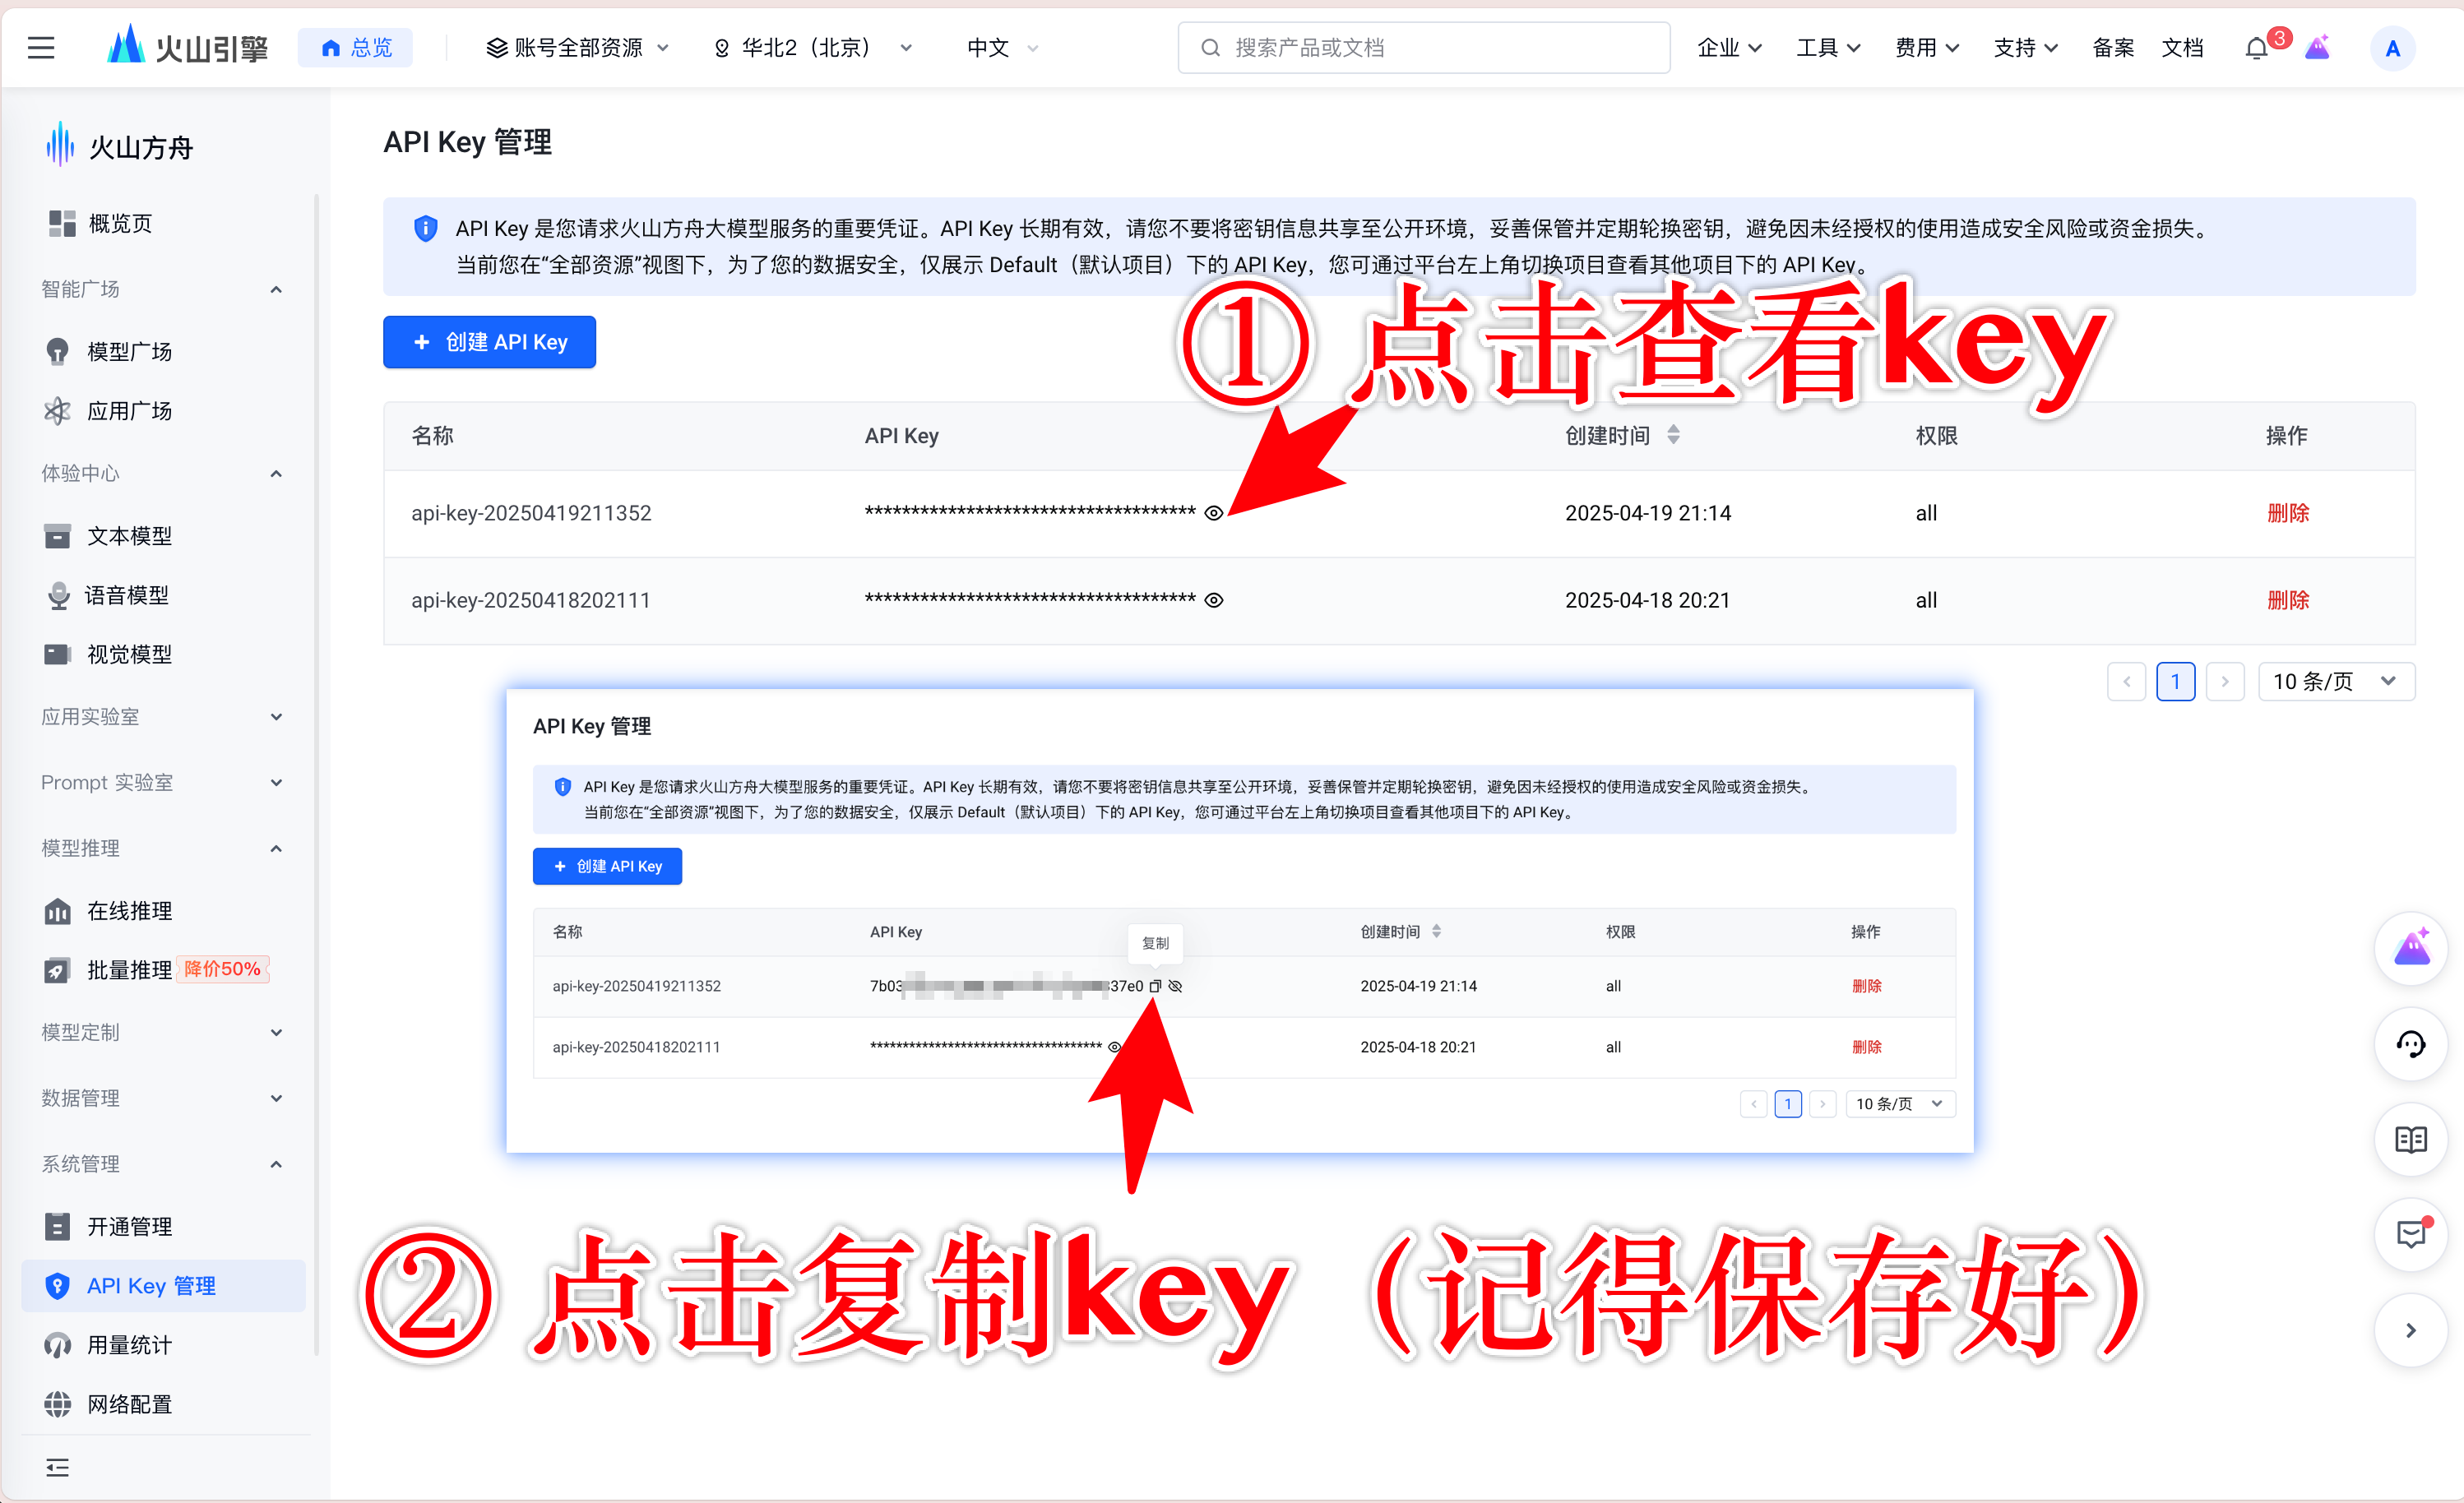 火山引擎 总览 账号全部资源 华北2（北京） 中文 搜索产品或文档 企业 工具 费用 支持 备案 文档 3 A
火山方舟
概览页
智能广场
模型广场
应用广场
体验中心
文本模型
语音模型
视觉模型
应用实验室
Prompt 实验室
模型推理
在线推理
批量推理 降价50%
模型定制
数据管理
系统管理
开通管理
API Key 管理
用量统计
网络配置
API Key 管理
API Key 是您请求火山方舟大模型服务的重要凭证。API Key 长期有效，请您不要将密钥信息共享至公开环境，妥善保管并定期轮换密钥，避免因未经授权的使用造成安全风险或资金损失。
当前您在“全部资源”视图下，为了您的数据安全，仅展示 Default（默认项目）下的 API Key，您可通过平台左上角切换项目查看其他项目下的 API Key。
+ 创建 API Key
① 点击查看key
名称 API Key 创建时间 权限 操作
api-key-20250419211352 ************************************ 2025-04-19 21:14 all 删除
api-key-20250418202111 ************************************ 2025-04-18 20:21 all 删除
1 10 条/页
API Key 管理
API Key 是您请求火山方舟大模型服务的重要凭证。API Key 长期有效，请您不要将密钥信息共享至公开环境，妥善保管并定期轮换密钥，避免因未经授权的使用造成安全风险或资金损失。
当前您在“全部资源”视图下，为了您的数据安全，仅展示 Default（默认项目）下的 API Key，您可通过平台左上角切换项目查看其他项目下的 API Key。
+ 创建 API Key
复制
名称 API Key 创建时间 权限 操作
api-key-20250419211352 7b03 37e0 2025-04-19 21:14 all 删除
api-key-20250418202111 ************************************ 2025-04-18 20:21 all 删除
1 10 条/页
② 点击复制key（记得保存好）